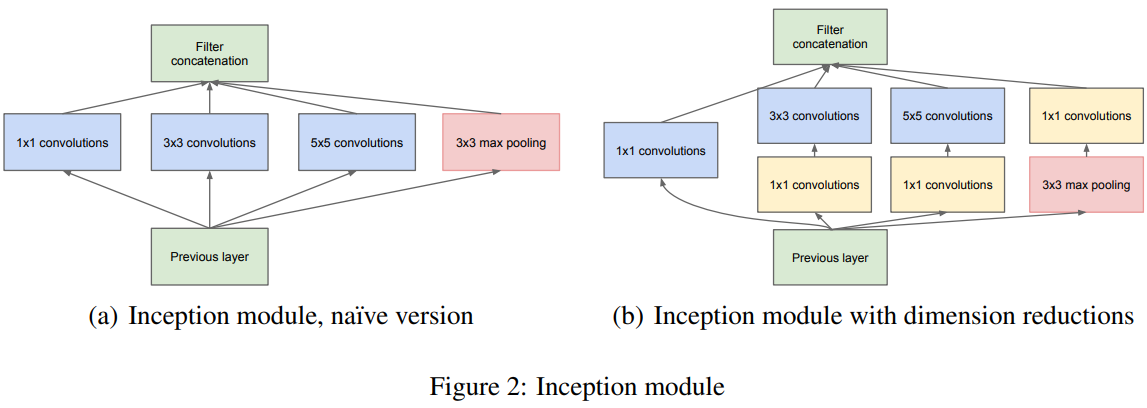 Filter
concatenation
1x1 convolutions
3x3 convolutions
5x5 convolutions
3x3 max pooling
Previous layer
(a) Inception module, naïve version
Filter
concatenation
3x3 convolutions
5x5 convolutions
1x1 convolutions
1x1 convolutions
1x1 convolutions
1x1 convolutions
3x3 max pooling
Previous layer
(b) Inception module with dimension reductions
Figure 2: Inception module